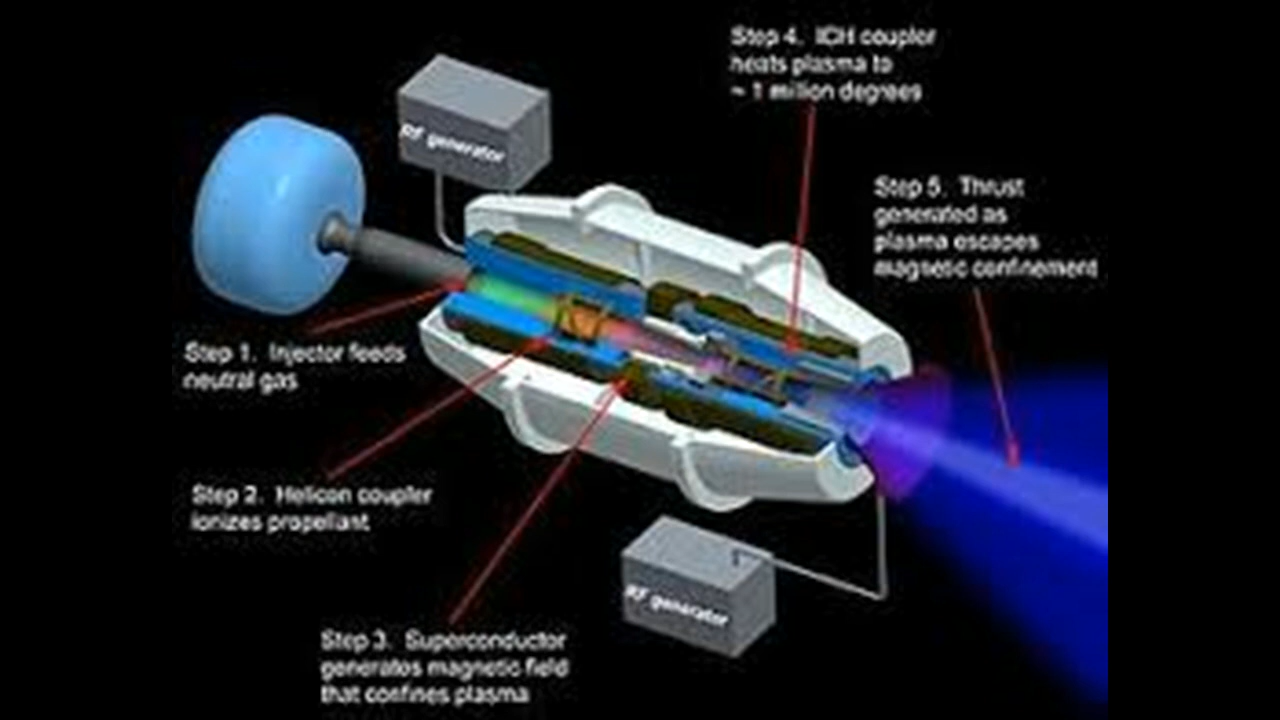 Step 4. ICH coupler
heats plasma to
~ 1 million degrees
RF generator
Step 5. Thrust
generated as
plasma escapes
magnetic confinement
Step 1. Injector feeds
neutral gas
Step 2. Helicon coupler
ionizes propellant
RF generator
Step 3. Superconductor
generates magnetic field
that confines plasma